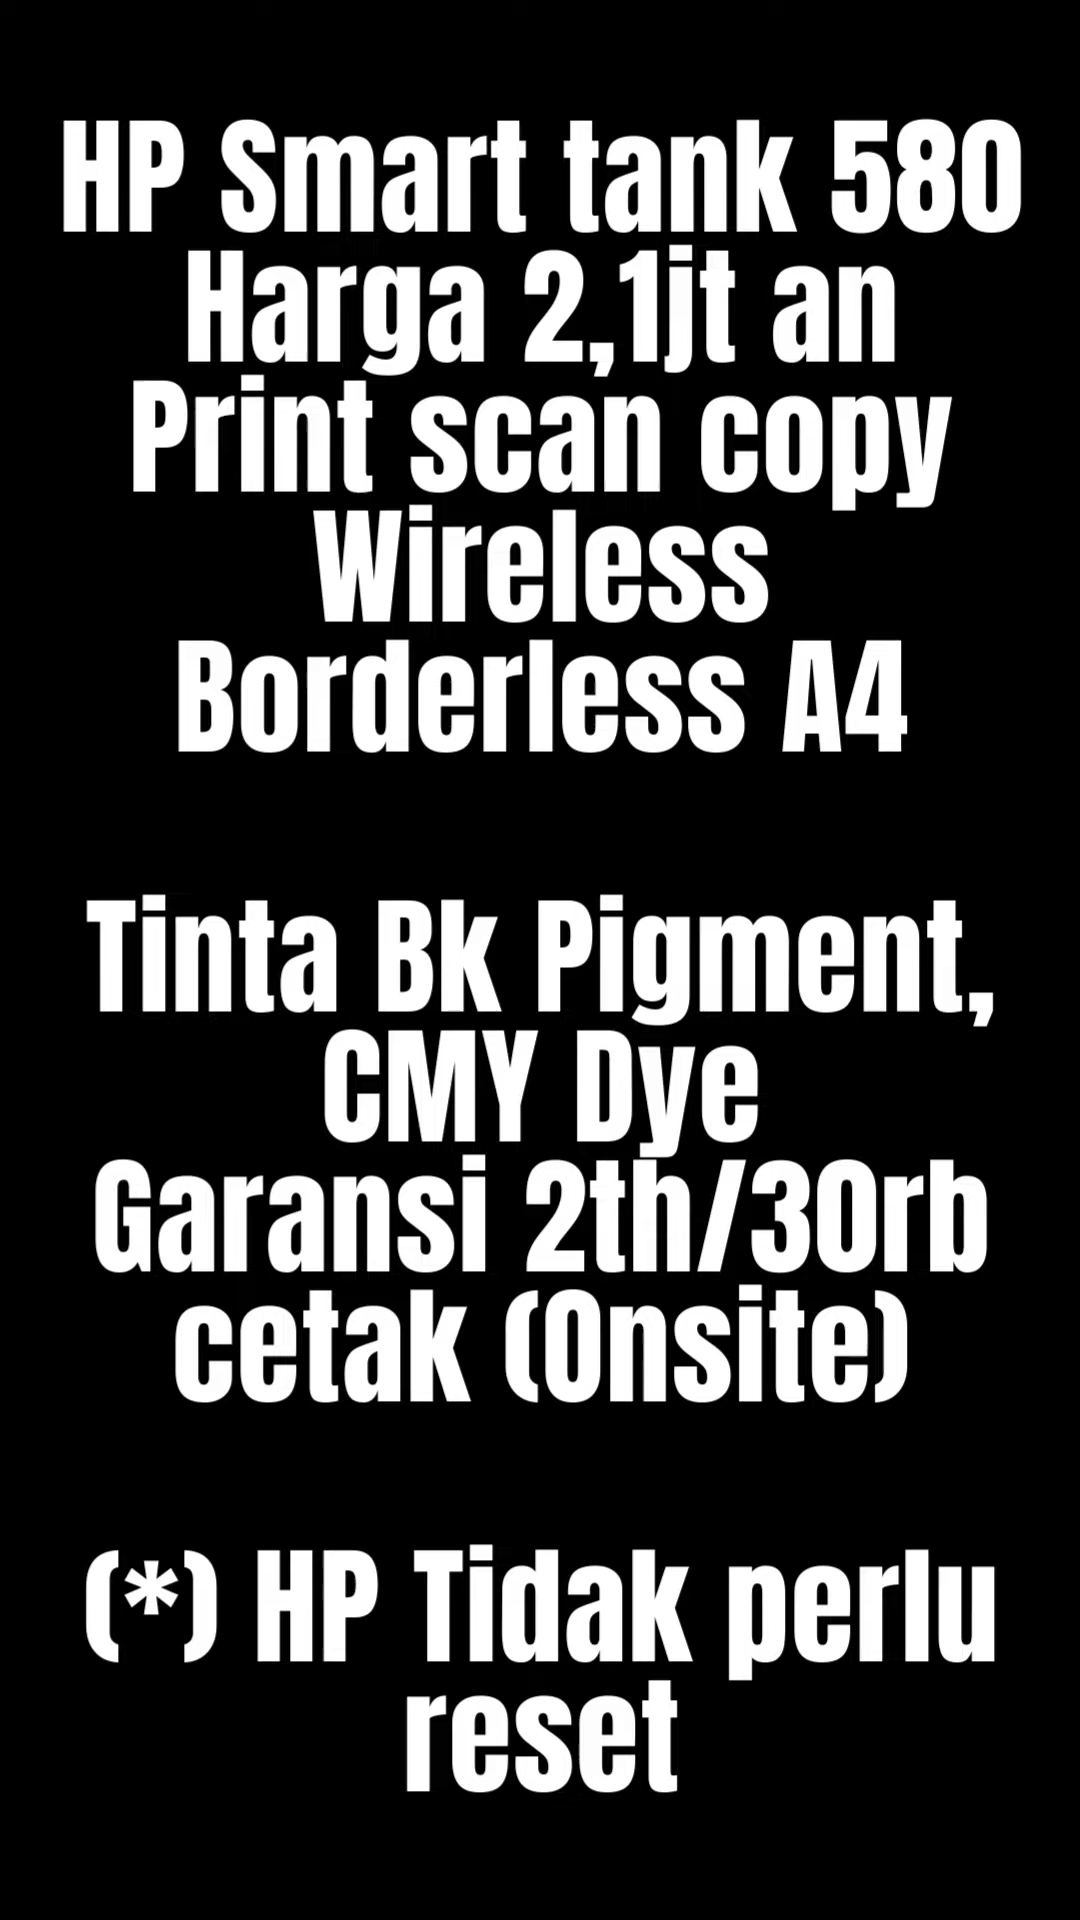 HP Smart tank 580
Harga 2,1jt an
Print scan copy
Wireless
Borderless A4
Tinta Bk Pigment,
CMY Dye
Garansi 2th/30rb
cetak (Onsite)
(*) HP Tidak perlu
reset